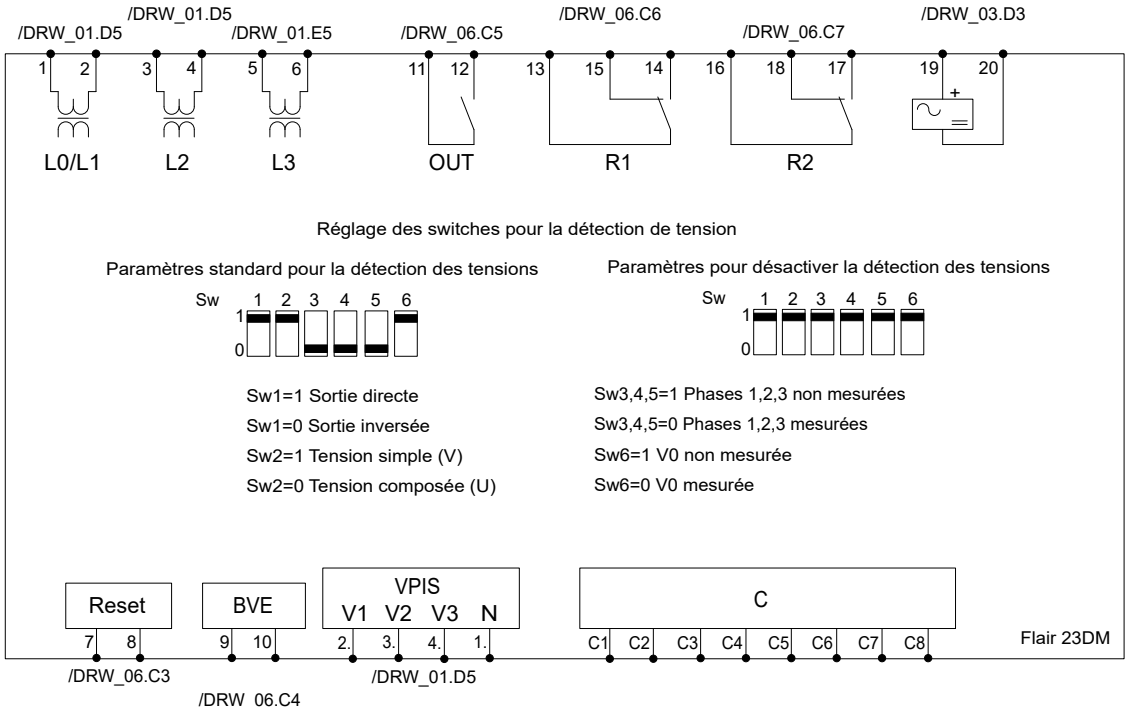 /DRW_01.D5
/DRW_01.D5
/DRW_01.E5
/DRW_06.C5
/DRW_06.C6
/DRW_06.C7
/DRW_03.D3
1 2 3 4 5 6 11 12 13 15 14 16 18 17 19 20
+
L0/L1 L2 L3 OUT R1 R2
Réglage des switches pour la détection de tension
Paramètres standard pour la détection des tensions
Sw 1 2 3 4 5 6
1
0
Sw1=1 Sortie directe
Sw1=0 Sortie inversée
Sw2=1 Tension simple (V)
Sw2=0 Tension composée (U)
Paramètres pour désactiver la détection des tensions
Sw 1 2 3 4 5 6
1
0
Sw3,4,5=1 Phases 1,2,3 non mesurées
Sw3,4,5=0 Phases 1,2,3 mesurées
Sw6=1 V0 non mesurée
Sw6=0 V0 mesurée
Reset
7 8
/DRW_06.C3
BVE
9 10
/DRW_06.C4
VPIS
V1 V2 V3 N
2. 3. 4. 1.
/DRW_01.D5
C
C1 C2 C3 C4 C5 C6 C7 C8
Flair 23DM